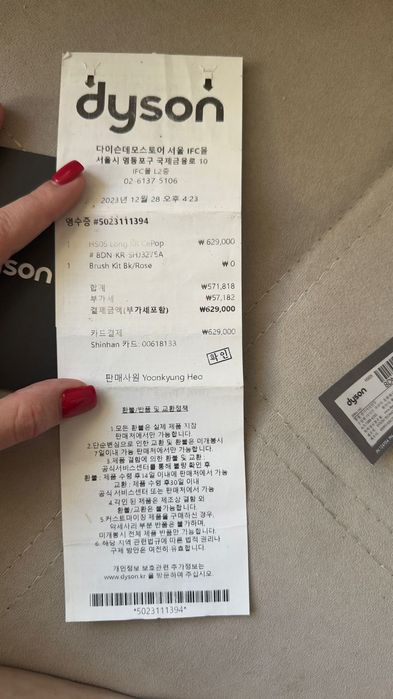 dyson
다이슨데모스토어 서울 IFC몰
서울시 영등포구 국제금융로 10
IFC몰 L2층
02-6137-5106
2023년 12월 28 오후 4:23
영수증 #5023111394
1 HS05 Long CePop ₩ 629,000
# 8DN-KR-SHJ3275A
1 Brush Kit Bk/Rose ₩ 0
합계 ₩571,818
부가세 ₩57,182
결제금액(부가세포함) ₩629,000
카드결제 ₩629,000
Shinhan 카드: 00618133
확인
판매사원 Yoonkyung Heo
환불/반품 및 교환정책
1.모든 환불은 실제 제품 지점
판매처에서만 가능합니다.
2.단순변심으로 인한 교환 및 환불은 미개봉시
7일이내 가능 판매처에서만 가능합니다.
3.제품 결함에 의한 환불 및 교환 :
공식서비스센터를 통해 불량 확인 후
환불 : 제품 수령 후14일 이내에 판매처에서 가능
교환 : 제품 수령 후30일 이내
공식 서비스센터 또는 판매처에서 가능
4.각인 된 제품은 제조상 결함 외
환불/교환은 불가능합니다.
5.커스트마이징 제품을 구매하신 경우,
악세사리 부분 반품은 불가하며,
미개봉시 전체 제품 반품만 가능합니다.
6. 해당 지역 관련법규에 따른 법적 권리나
구제 방안은 여전히 유효합니다.
개인정보 보호관련 추가정보는
www.dyson.kr 을 방문하여 주십시오.
*5023111394*
son
dyson